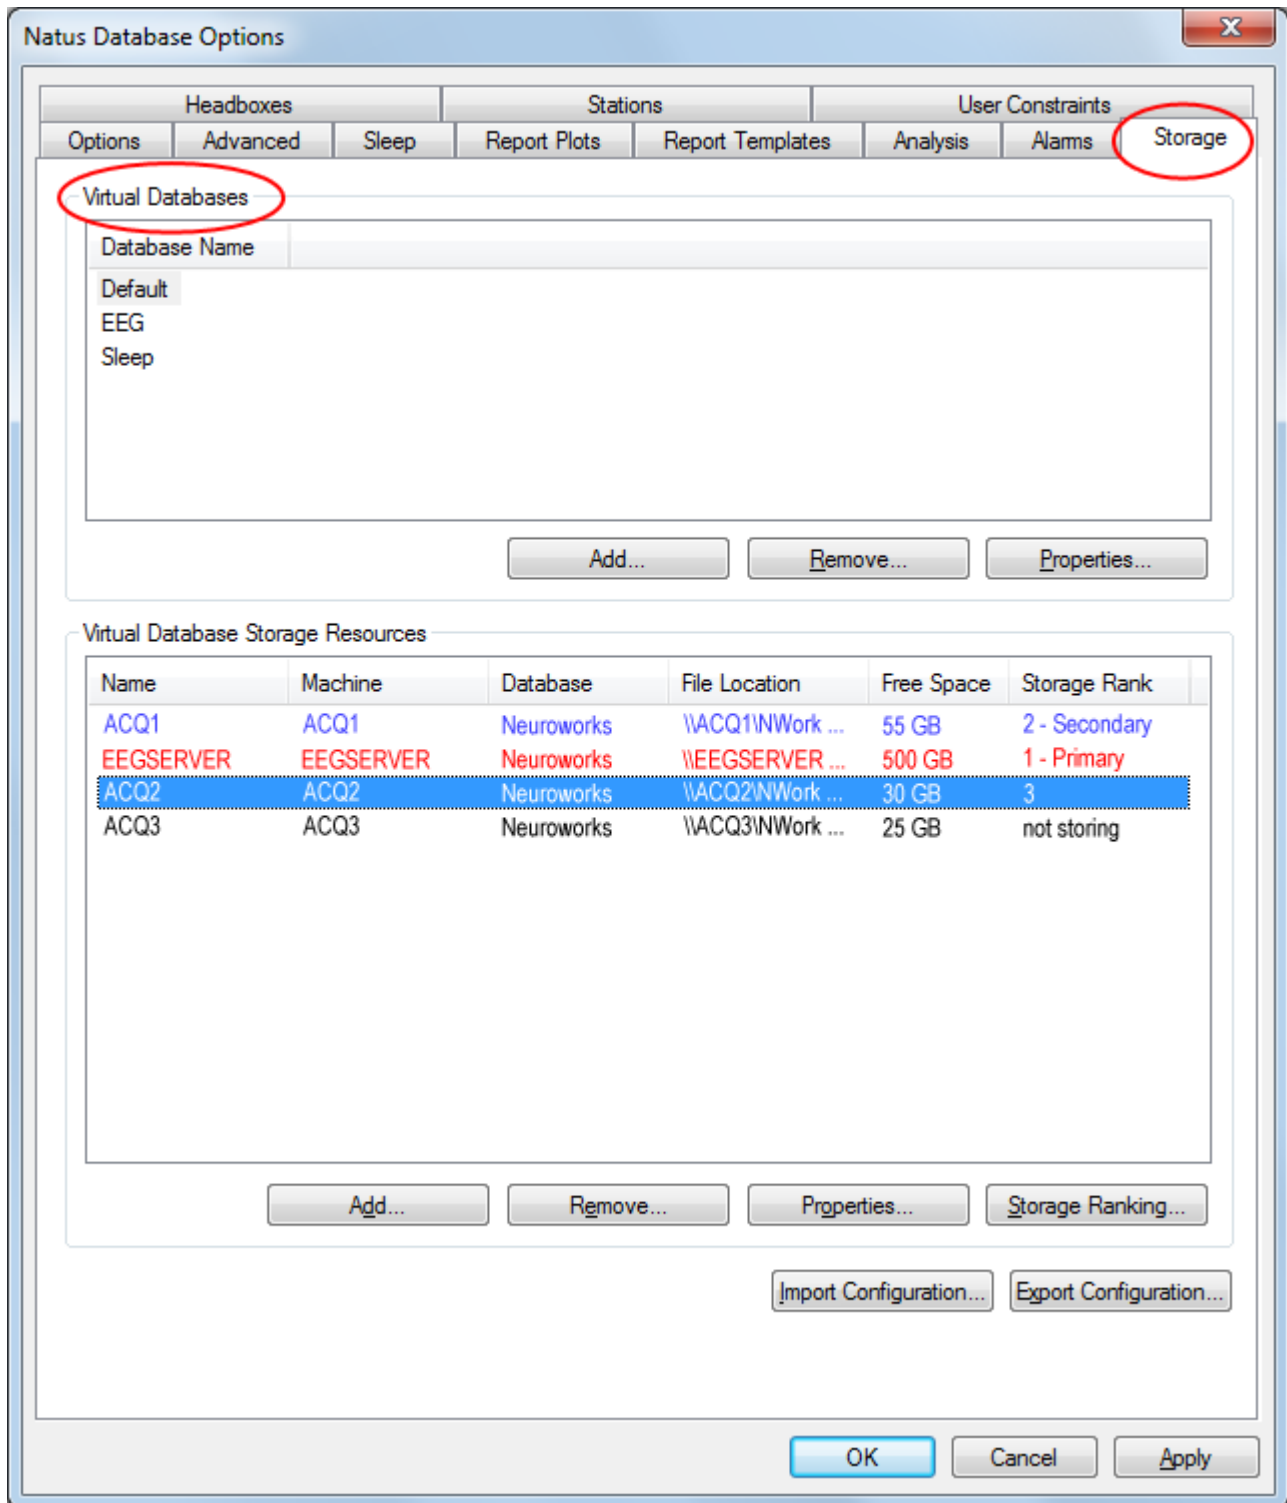 Natus Database Options
Headboxes Stations User Constraints
Options Advanced Sleep Report Plots Report Templates Analysis Alarms Storage
Virtual Databases
Database Name
Default
EEG
Sleep
Add... Remove... Properties...
Virtual Database Storage Resources
Name Machine Database File Location Free Space Storage Rank
ACQ1 ACQ1 Neuroworks \\ACQ1\NWork ... 55 GB 2 - Secondary
EEGSERVER EEGSERVER Neuroworks \\EEGSERVER ... 500 GB 1 - Primary
ACQ2 ACQ2 Neuroworks \\ACQ2\NWork ... 30 GB 3
ACQ3 ACQ3 Neuroworks \\ACQ3\NWork ... 25 GB not storing
Add... Remove... Properties... Storage Ranking...
Import Configuration... Export Configuration...
OK Cancel Apply